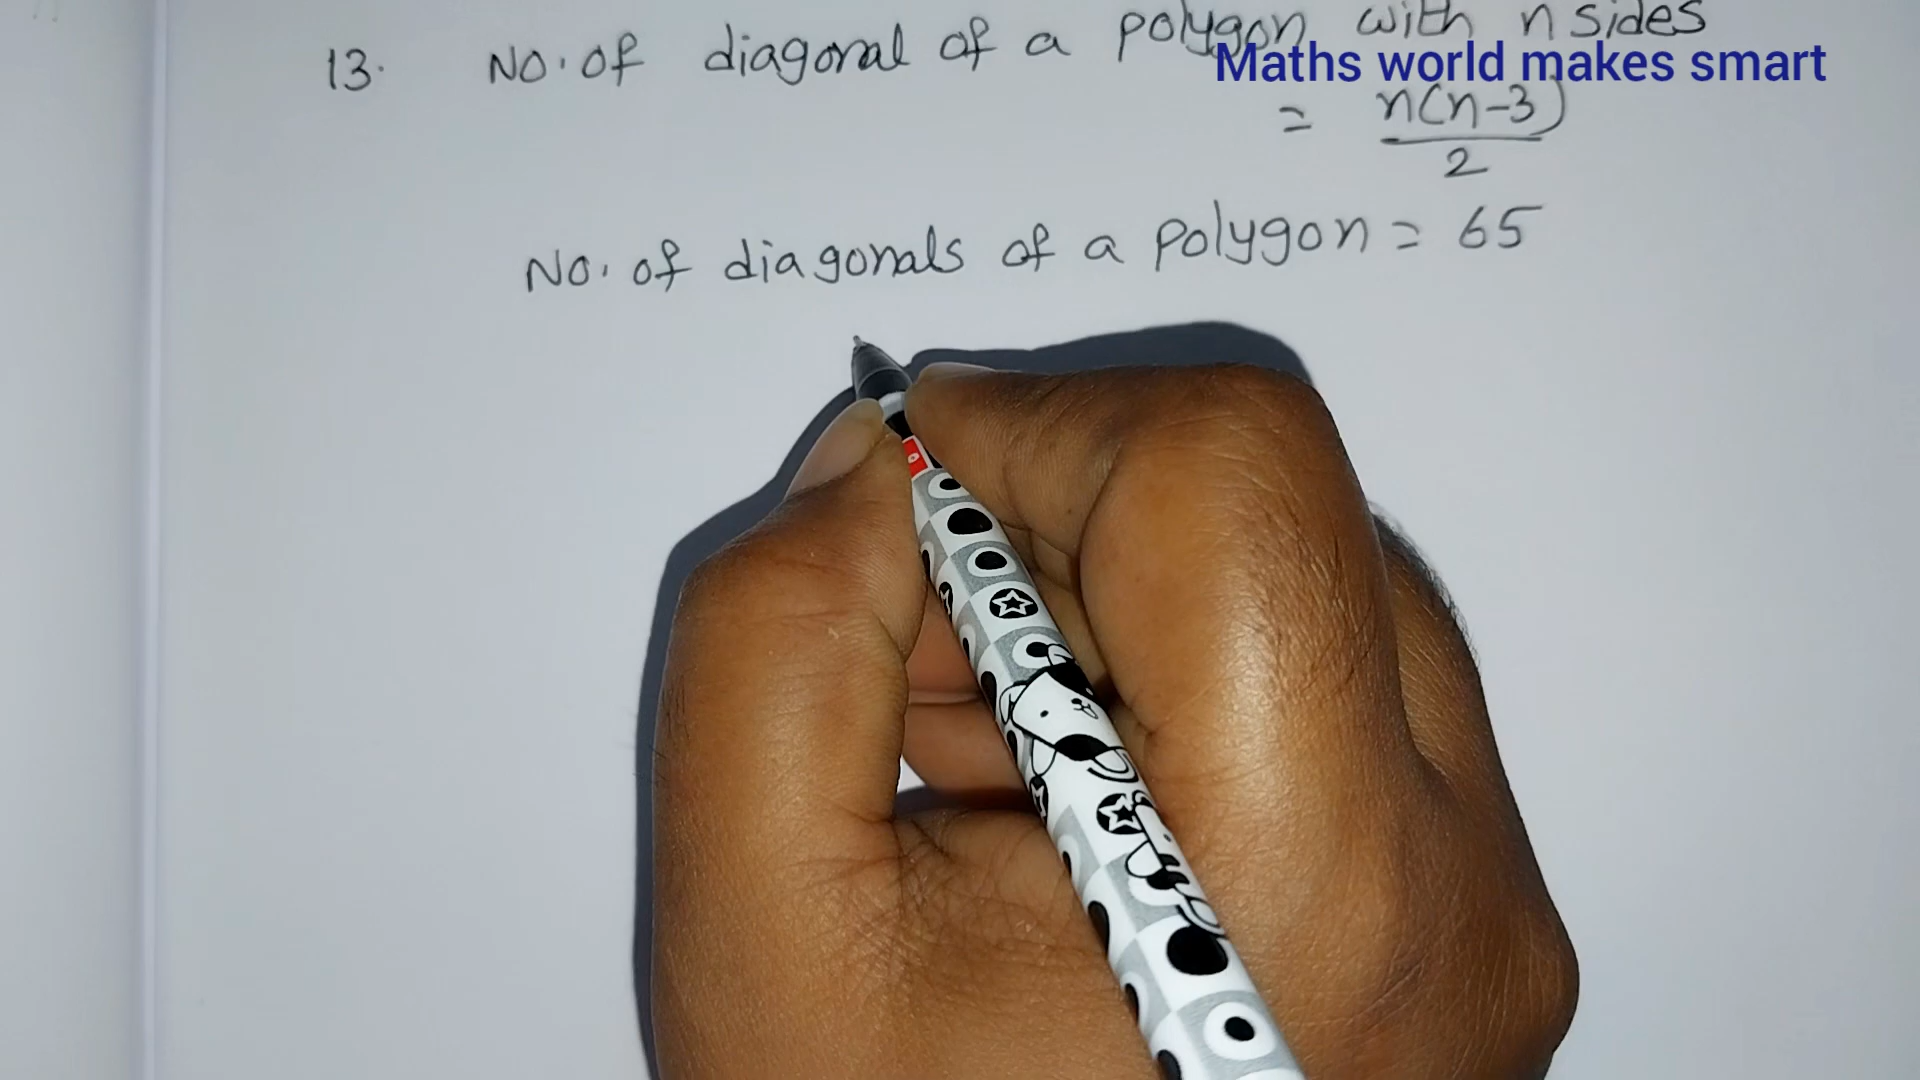 13. No. of diagonal of a polygon with n sides
Maths world makes smart
= n(n-3)/2
No. of diagonals of a polygon = 65